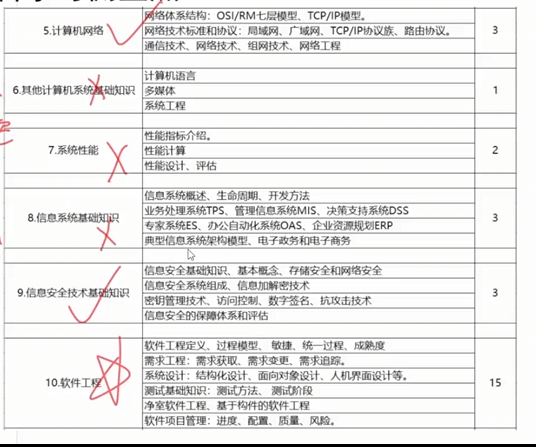 5.计算机网络
网络体系结构：OSI/RM七层模型、TCP/IP模型。
网络技术标准和协议：局域网、广域网、TCP/IP协议族、路由协议。
通信技术、网络技术、组网技术、网络工程
3
6.其他计算机系统基础知识
计算机语言
多媒体
系统工程
1
7.系统性能
性能指标介绍。
性能计算
性能设计、评估
2
8.信息系统基础知识
信息系统概述、生命周期、开发方法
业务处理系统TPS、管理信息系统MIS、决策支持系统DSS
专家系统ES、办公自动化系统OAS、企业资源规划ERP
典型信息系统架构模型、电子政务和电子商务
3
9.信息安全技术基础知识
信息安全基础知识、基本概念、存储安全和网络安全
信息安全系统组成、信息加解密技术
密钥管理技术、访问控制、数字签名、抗攻击技术
信息安全的保障体系和评估
3
10.软件工程
软件工程定义、过程模型、 敏捷、统一过程、成熟度
需求工程：需求获取、需求变更、需求追踪。
系统设计：结构化设计、面向对象设计、人机界面设计等。
测试基础知识：测试方法、 测试阶段
净室软件工程、基于构件的软件工程
软件项目管理：进度、配置、质量、风险。
15